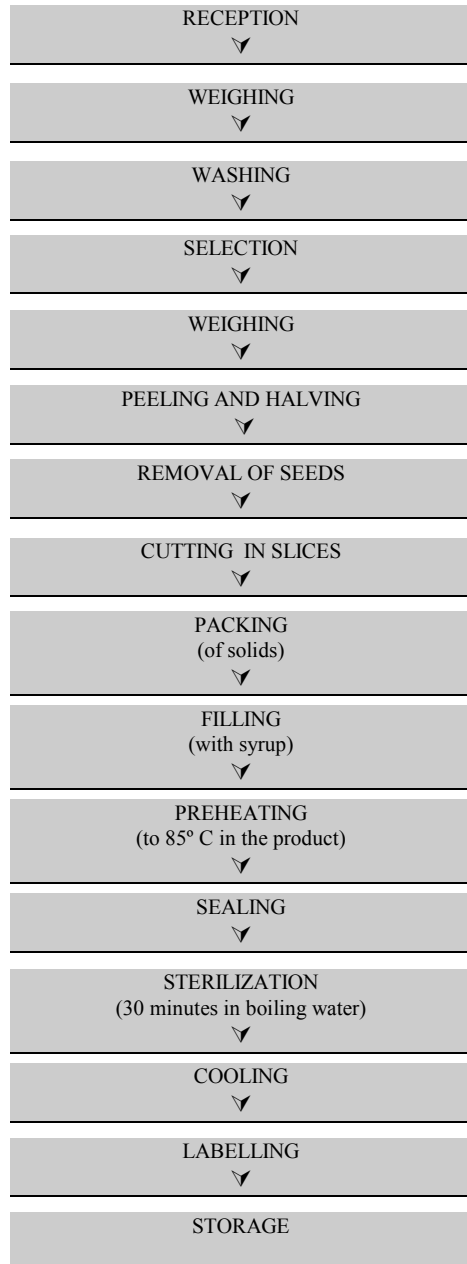 RECEPTION
WEIGHING
WASHING
SELECTION
WEIGHING
PEELING AND HALVING
REMOVAL OF SEEDS
CUTTING IN SLICES
PACKING
(of solids)
FILLING
(with syrup)
PREHEATING
(to 85º C in the product)
SEALING
STERILIZATION
(30 minutes in boiling water)
COOLING
LABELLING
STORAGE